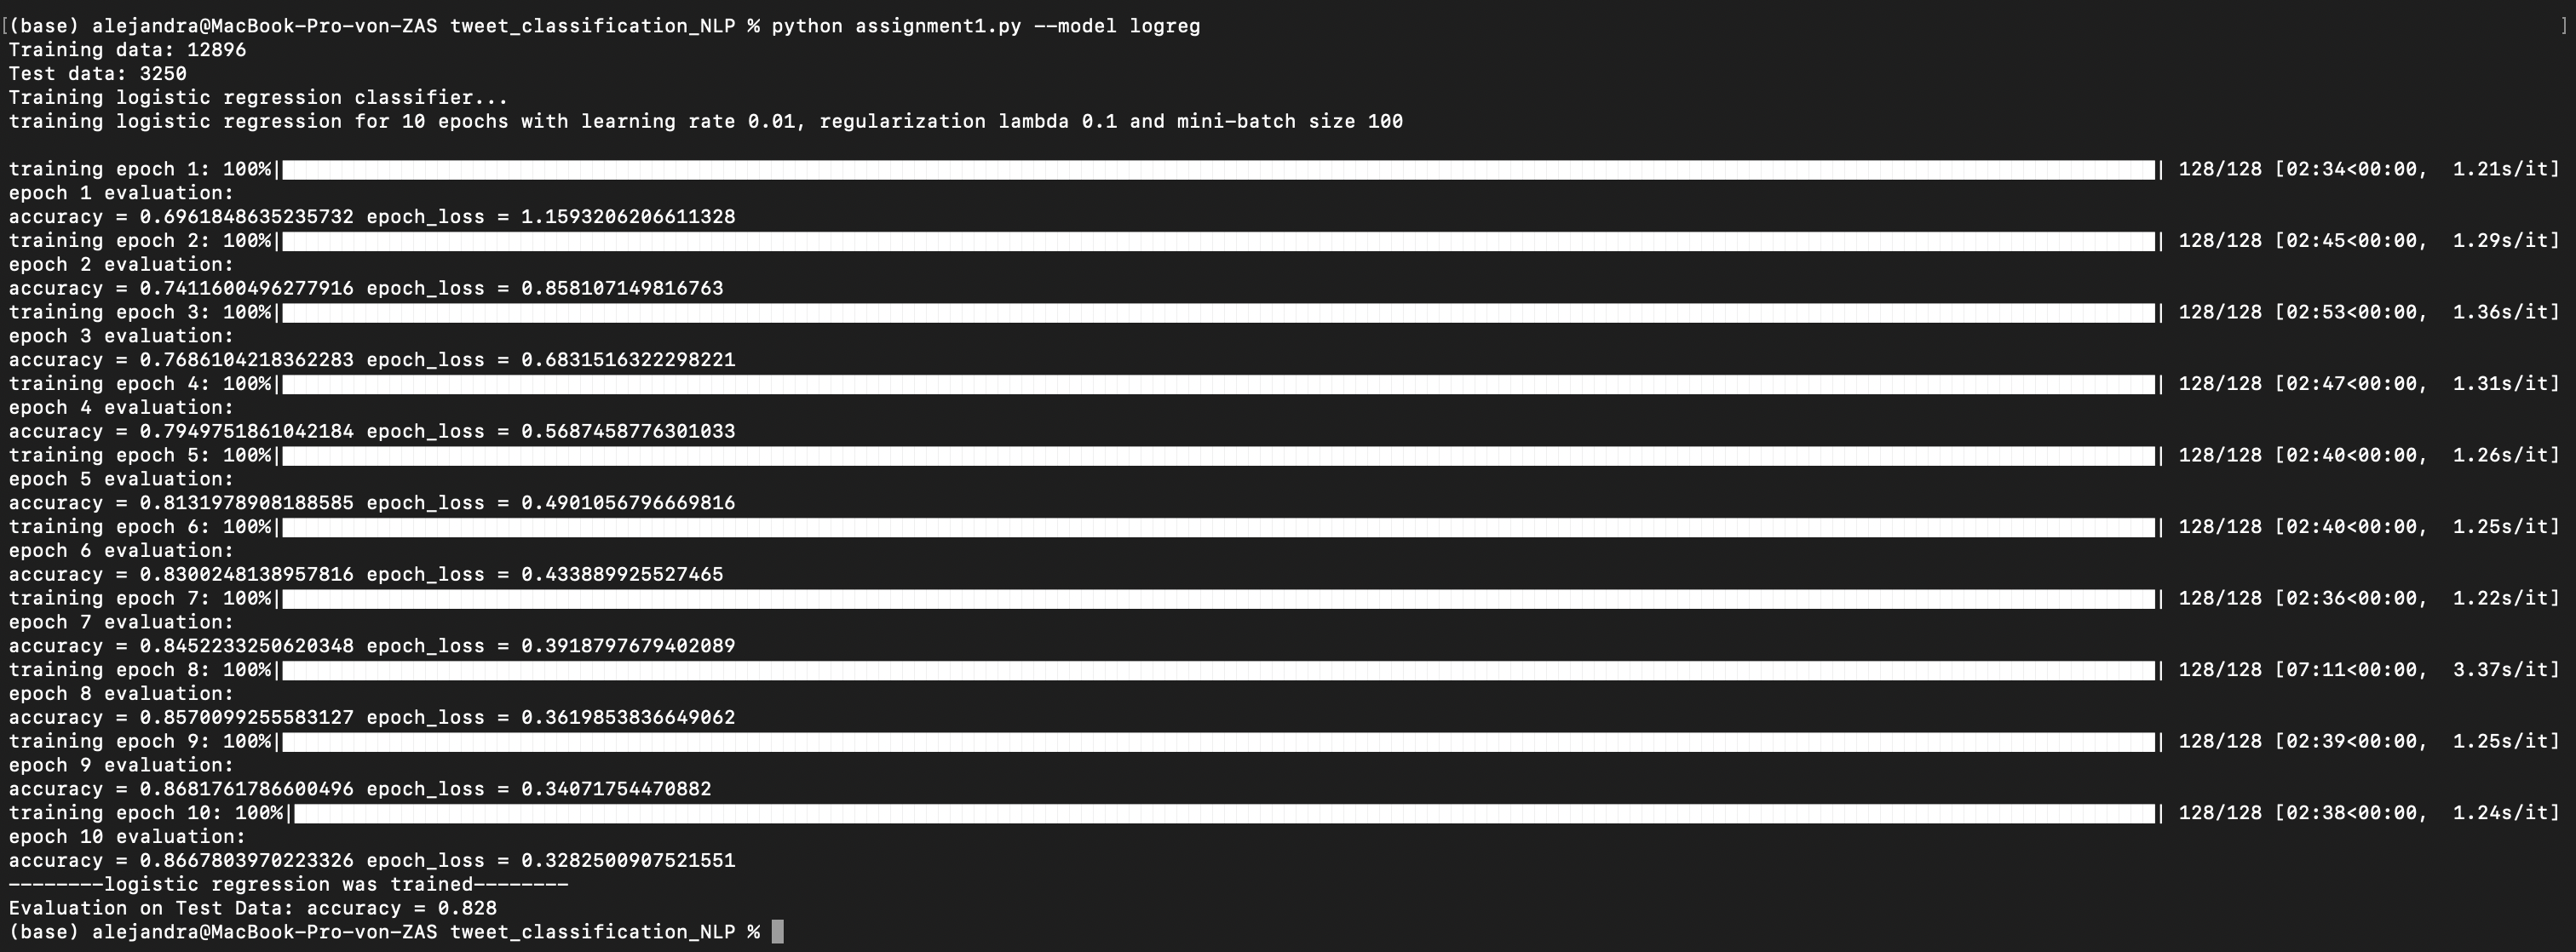 [(base) alejandra@MacBook-Pro-von-ZAS tweet_classification_NLP % python assignment1.py --model logreg ]
Training data: 12896
Test data: 3250
Training logistic regression classifier...
training logistic regression for 10 epochs with learning rate 0.01, regularization lambda 0.1 and mini-batch size 100
training epoch 1: 100%|██████████| 128/128 [02:34<00:00,  1.21s/it]
epoch 1 evaluation:
accuracy = 0.6961848635235732 epoch_loss = 1.1593206206611328
training epoch 2: 100%|██████████| 128/128 [02:45<00:00,  1.29s/it]
epoch 2 evaluation:
accuracy = 0.7411600496277916 epoch_loss = 0.858107149816763
training epoch 3: 100%|██████████| 128/128 [02:53<00:00,  1.36s/it]
epoch 3 evaluation:
accuracy = 0.7686104218362283 epoch_loss = 0.6831516322298221
training epoch 4: 100%|██████████| 128/128 [02:47<00:00,  1.31s/it]
epoch 4 evaluation:
accuracy = 0.7949751861042184 epoch_loss = 0.5687458776301033
training epoch 5: 100%|██████████| 128/128 [02:40<00:00,  1.26s/it]
epoch 5 evaluation:
accuracy = 0.8131978908188585 epoch_loss = 0.4901056796669816
training epoch 6: 100%|██████████| 128/128 [02:40<00:00,  1.25s/it]
epoch 6 evaluation:
accuracy = 0.8300248138957816 epoch_loss = 0.433889925527465
training epoch 7: 100%|██████████| 128/128 [02:36<00:00,  1.22s/it]
epoch 7 evaluation:
accuracy = 0.8452233250620348 epoch_loss = 0.3918797679402089
training epoch 8: 100%|██████████| 128/128 [07:11<00:00,  3.37s/it]
epoch 8 evaluation:
accuracy = 0.8570099255583127 epoch_loss = 0.3619853836649062
training epoch 9: 100%|██████████| 128/128 [02:39<00:00,  1.25s/it]
epoch 9 evaluation:
accuracy = 0.8681761786600496 epoch_loss = 0.34071754470882
training epoch 10: 100%|██████████| 128/128 [02:38<00:00,  1.24s/it]
epoch 10 evaluation:
accuracy = 0.8667803970223326 epoch_loss = 0.3282500907521551
--------logistic regression was trained--------
Evaluation on Test Data: accuracy = 0.828
(base) alejandra@MacBook-Pro-von-ZAS tweet_classification_NLP %